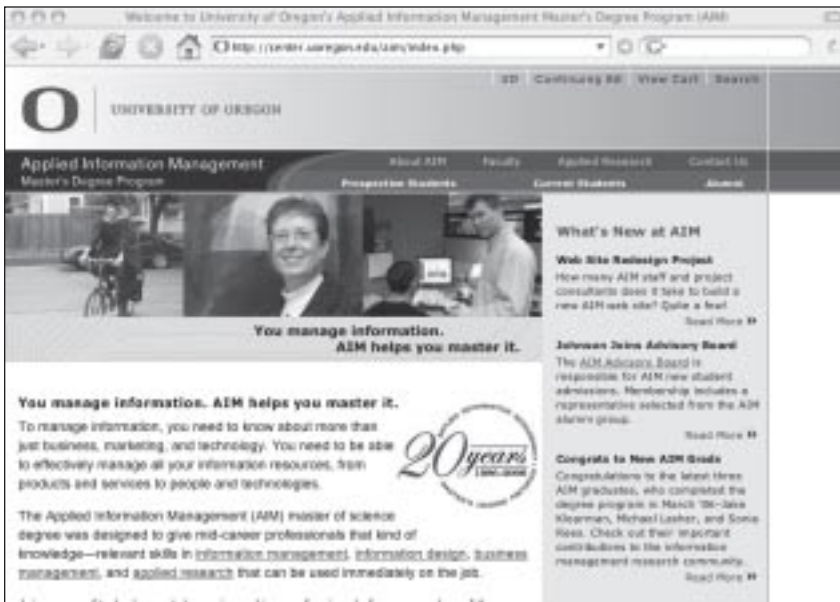 Welcome to University of Oregon's Applied Information Management Master's Degree Program (AIM)
http://center.uoregon.edu/aim/index.php
Continuing Ed View Cart Search
O UNIVERSITY OF OREGON
Applied Information Management
Master's Degree Program
About AIM Faculty Applied Research Contact Us
Prospective Students Current Students Alumni
You manage information.
AIM helps you master it.
You manage information. AIM helps you master it.
To manage information, you need to know about more than
just business, marketing, and technology. You need to be able
to effectively manage all your information resources, from
products and services to people and technologies.
20 years
The Applied Information Management (AIM) master of science
degree was designed to give mid-career professionals that kind of
knowledge—relevant skills in information management, information design, business
management, and applied research that can be used immediately on the job.
What's New at AIM
Web Site Redesign Project
How many AIM staff and project
consultants does it take to build a
new AIM web site? Quite a few!
Read More »
Johnson Joins Advisory Board
The AIM Advisory Board is
responsible for AIM new student
admissions. Membership includes a
representative selected from the AIM
alumni group.
Read More »
Congrats to New AIM Grads
Congratulations to the latest three
AIM graduates, who completed the
degree program in March '06–Jake
Klearman, Michael Lasher, and Sonia
Ross. Check out their important
contributions to the information
management research community.
Read More »